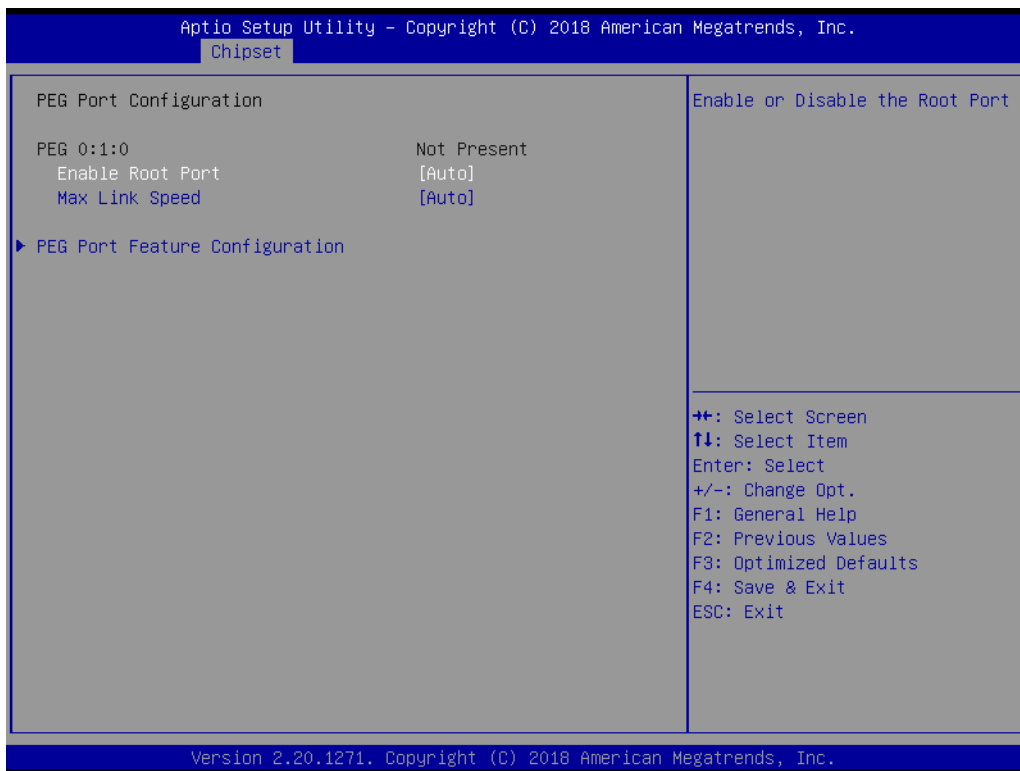 Aptio Setup Utility – Copyright (C) 2018 American Megatrends, Inc.
Chipset
PEG Port Configuration
PEG 0:1:0 Not Present
Enable Root Port [Auto]
Max Link Speed [Auto]
PEG Port Feature Configuration
Enable or Disable the Root Port
→←: Select Screen
↑↓: Select Item
Enter: Select
+/-: Change Opt.
F1: General Help
F2: Previous Values
F3: Optimized Defaults
F4: Save & Exit
ESC: Exit
Version 2.20.1271. Copyright (C) 2018 American Megatrends, Inc.